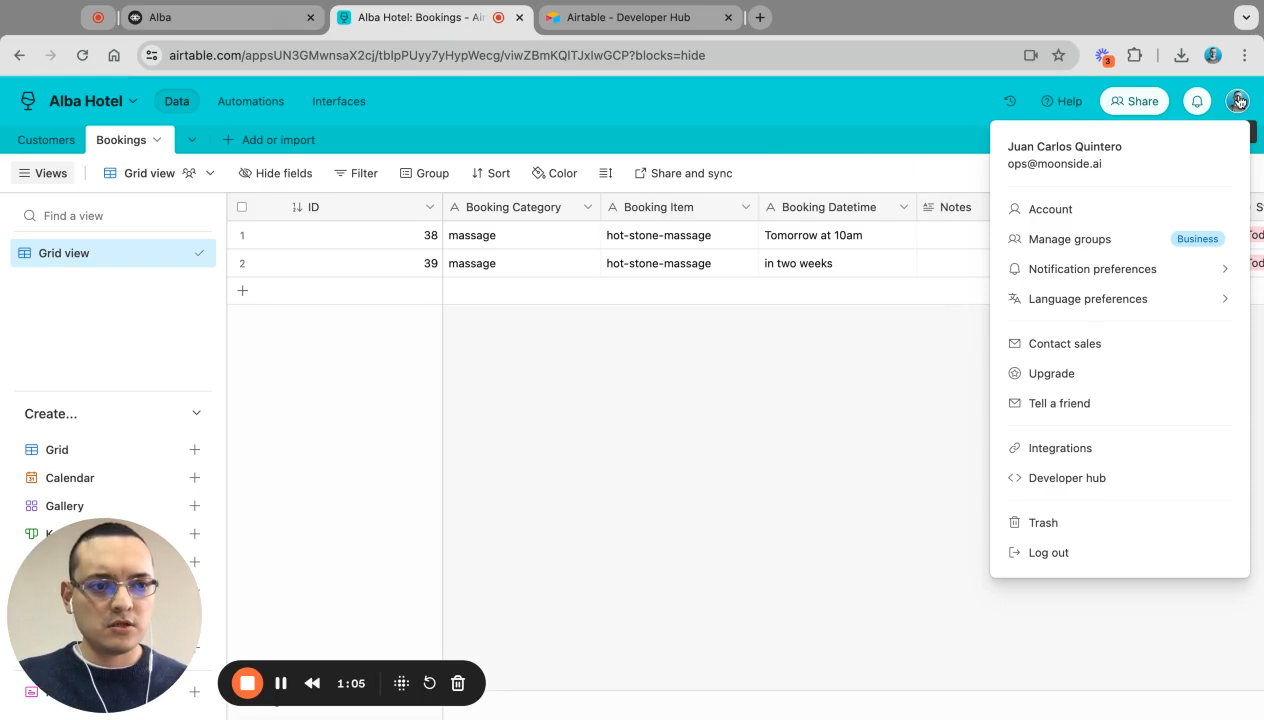 Alba
Alba Hotel: Bookings - Air
Airtable - Developer Hub
airtable.com/appsUN3GMwnsaX2cj/tblpPUyy7yHypWecg/viwZBmKQlTJxlwGCP?blocks=hide
3
Alba Hotel
Data
Automations
Interfaces
Help
Share
Customers
Bookings
Add or import
Views
Grid view
Hide fields
Filter
Group
Sort
Color
Share and sync
Find a view
Grid view
Create...
Grid
Calendar
31
Gallery
ID
Booking Category
Booking Item
Booking Datetime
Notes
1
38
massage
hot-stone-massage
Tomorrow at 10am
Tod
2
39
massage
hot-stone-massage
in two weeks
Tod
Juan Carlos Quintero
ops@moonside.ai
Account
Manage groups
Business
Notification preferences
Language preferences
Contact sales
Upgrade
Tell a friend
Integrations
Developer hub
Trash
Log out
1:05